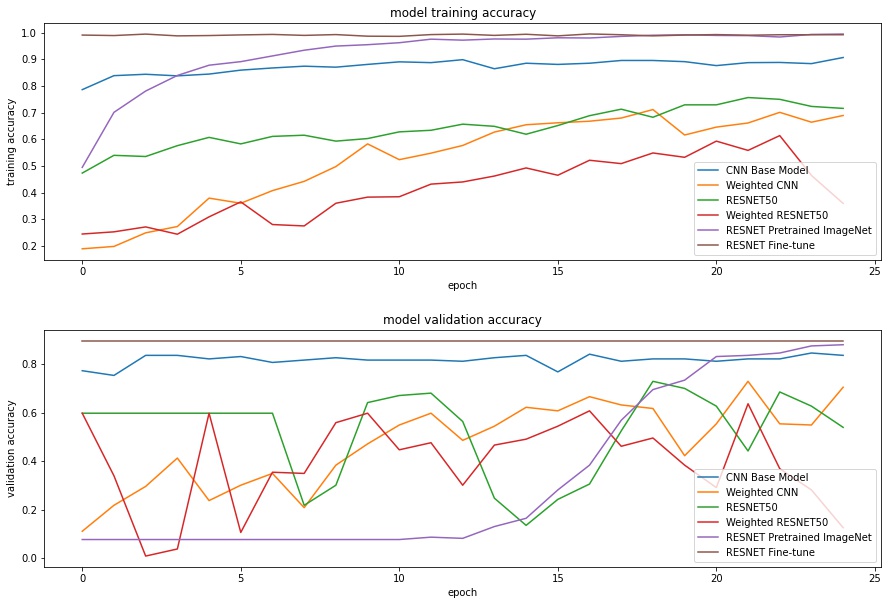 model training accuracy
1.0
0.9
0.8
0.7
0.6
0.5
0.4
0.3
0.2
training accuracy
CNN Base Model
Weighted CNN
RESNET50
Weighted RESNET50
RESNET Pretrained ImageNet
RESNET Fine-tune
0 5 10 15 20 25
epoch
model validation accuracy
0.8
0.6
0.4
0.2
0.0
validation accuracy
CNN Base Model
Weighted CNN
RESNET50
Weighted RESNET50
RESNET Pretrained ImageNet
RESNET Fine-tune
0 5 10 15 20 25
epoch